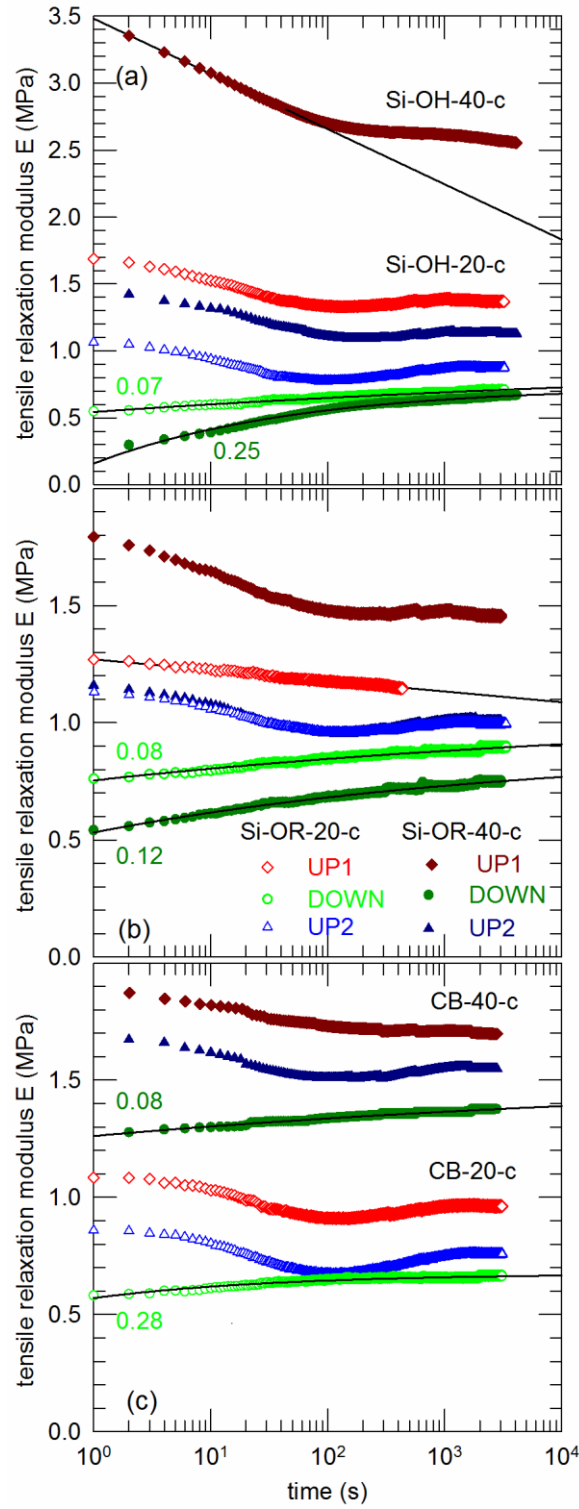 3.5
(a)
Si-OH-40-c
3.0
2.5
2.0
Si-OH-20-c
1.5
1.0
0.07
0.5
0.25
0.0
tensile relaxation modulus E (MPa)
1.5
1.0
0.08
0.12
Si-OR-20-c Si-OR-40-c
UP1 UP1
DOWN DOWN
UP2 UP2
0.5
(b)
0.0
tensile relaxation modulus E (MPa)
CB-40-c
1.5
0.08
CB-20-c
1.0
0.5
0.28
(c)
0.0
tensile relaxation modulus E (MPa)
10⁰ 10¹ 10² 10³ 10⁴
time (s)